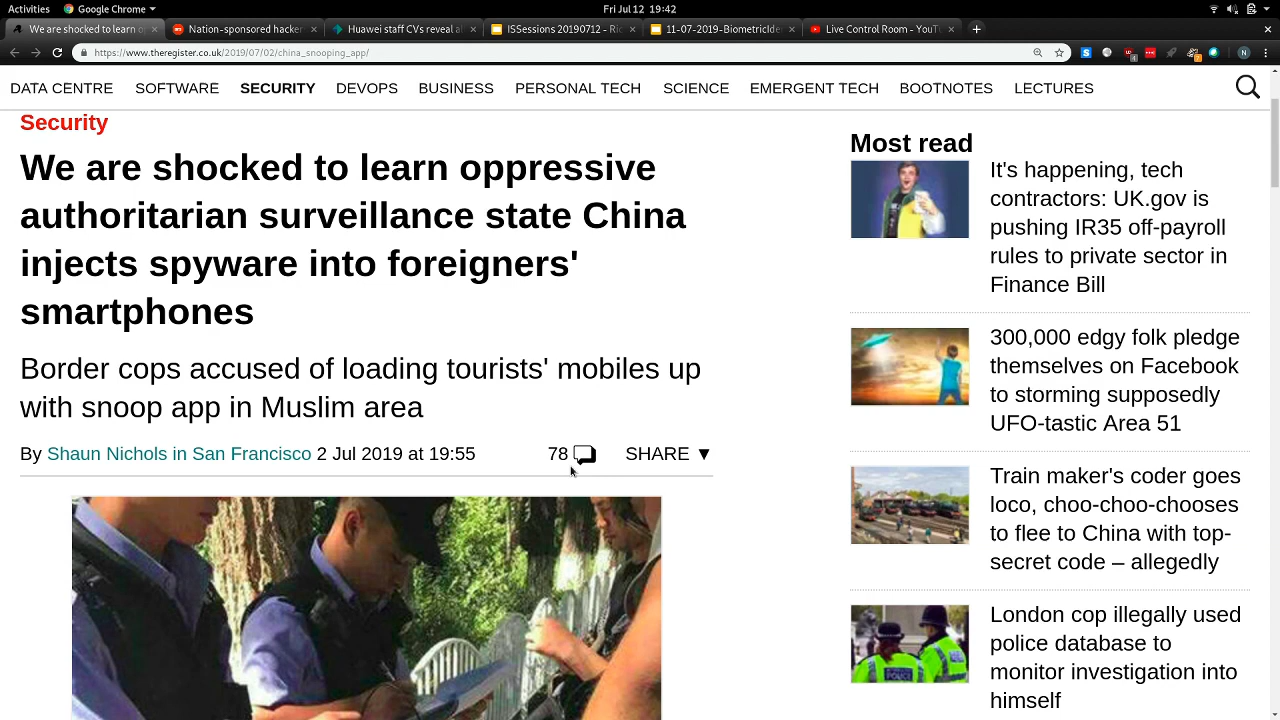 Activities Google Chrome Fri Jul 12 19:42
We are shocked to learn o Nation-sponsored hacker Huawei staff CVs reveal al ISSessions 20190712 - Ri 11-07-2019-BiometricIde Live Control Room - YouT
https://www.theregister.co.uk/2019/07/02/china_snooping_app/
DATA CENTRE SOFTWARE SECURITY DEVOPS BUSINESS PERSONAL TECH SCIENCE EMERGENT TECH BOOTNOTES LECTURES
Security
We are shocked to learn oppressive
authoritarian surveillance state China
injects spyware into foreigners'
smartphones
Border cops accused of loading tourists' mobiles up
with snoop app in Muslim area
By Shaun Nichols in San Francisco 2 Jul 2019 at 19:55 78 SHARE ▼
Most read
It's happening, tech
contractors: UK.gov is
pushing IR35 off-payroll
rules to private sector in
Finance Bill
300,000 edgy folk pledge
themselves on Facebook
to storming supposedly
UFO-tastic Area 51
Train maker's coder goes
loco, choo-choo-chooses
to flee to China with top-
secret code – allegedly
London cop illegally used
police database to
monitor investigation into
himself